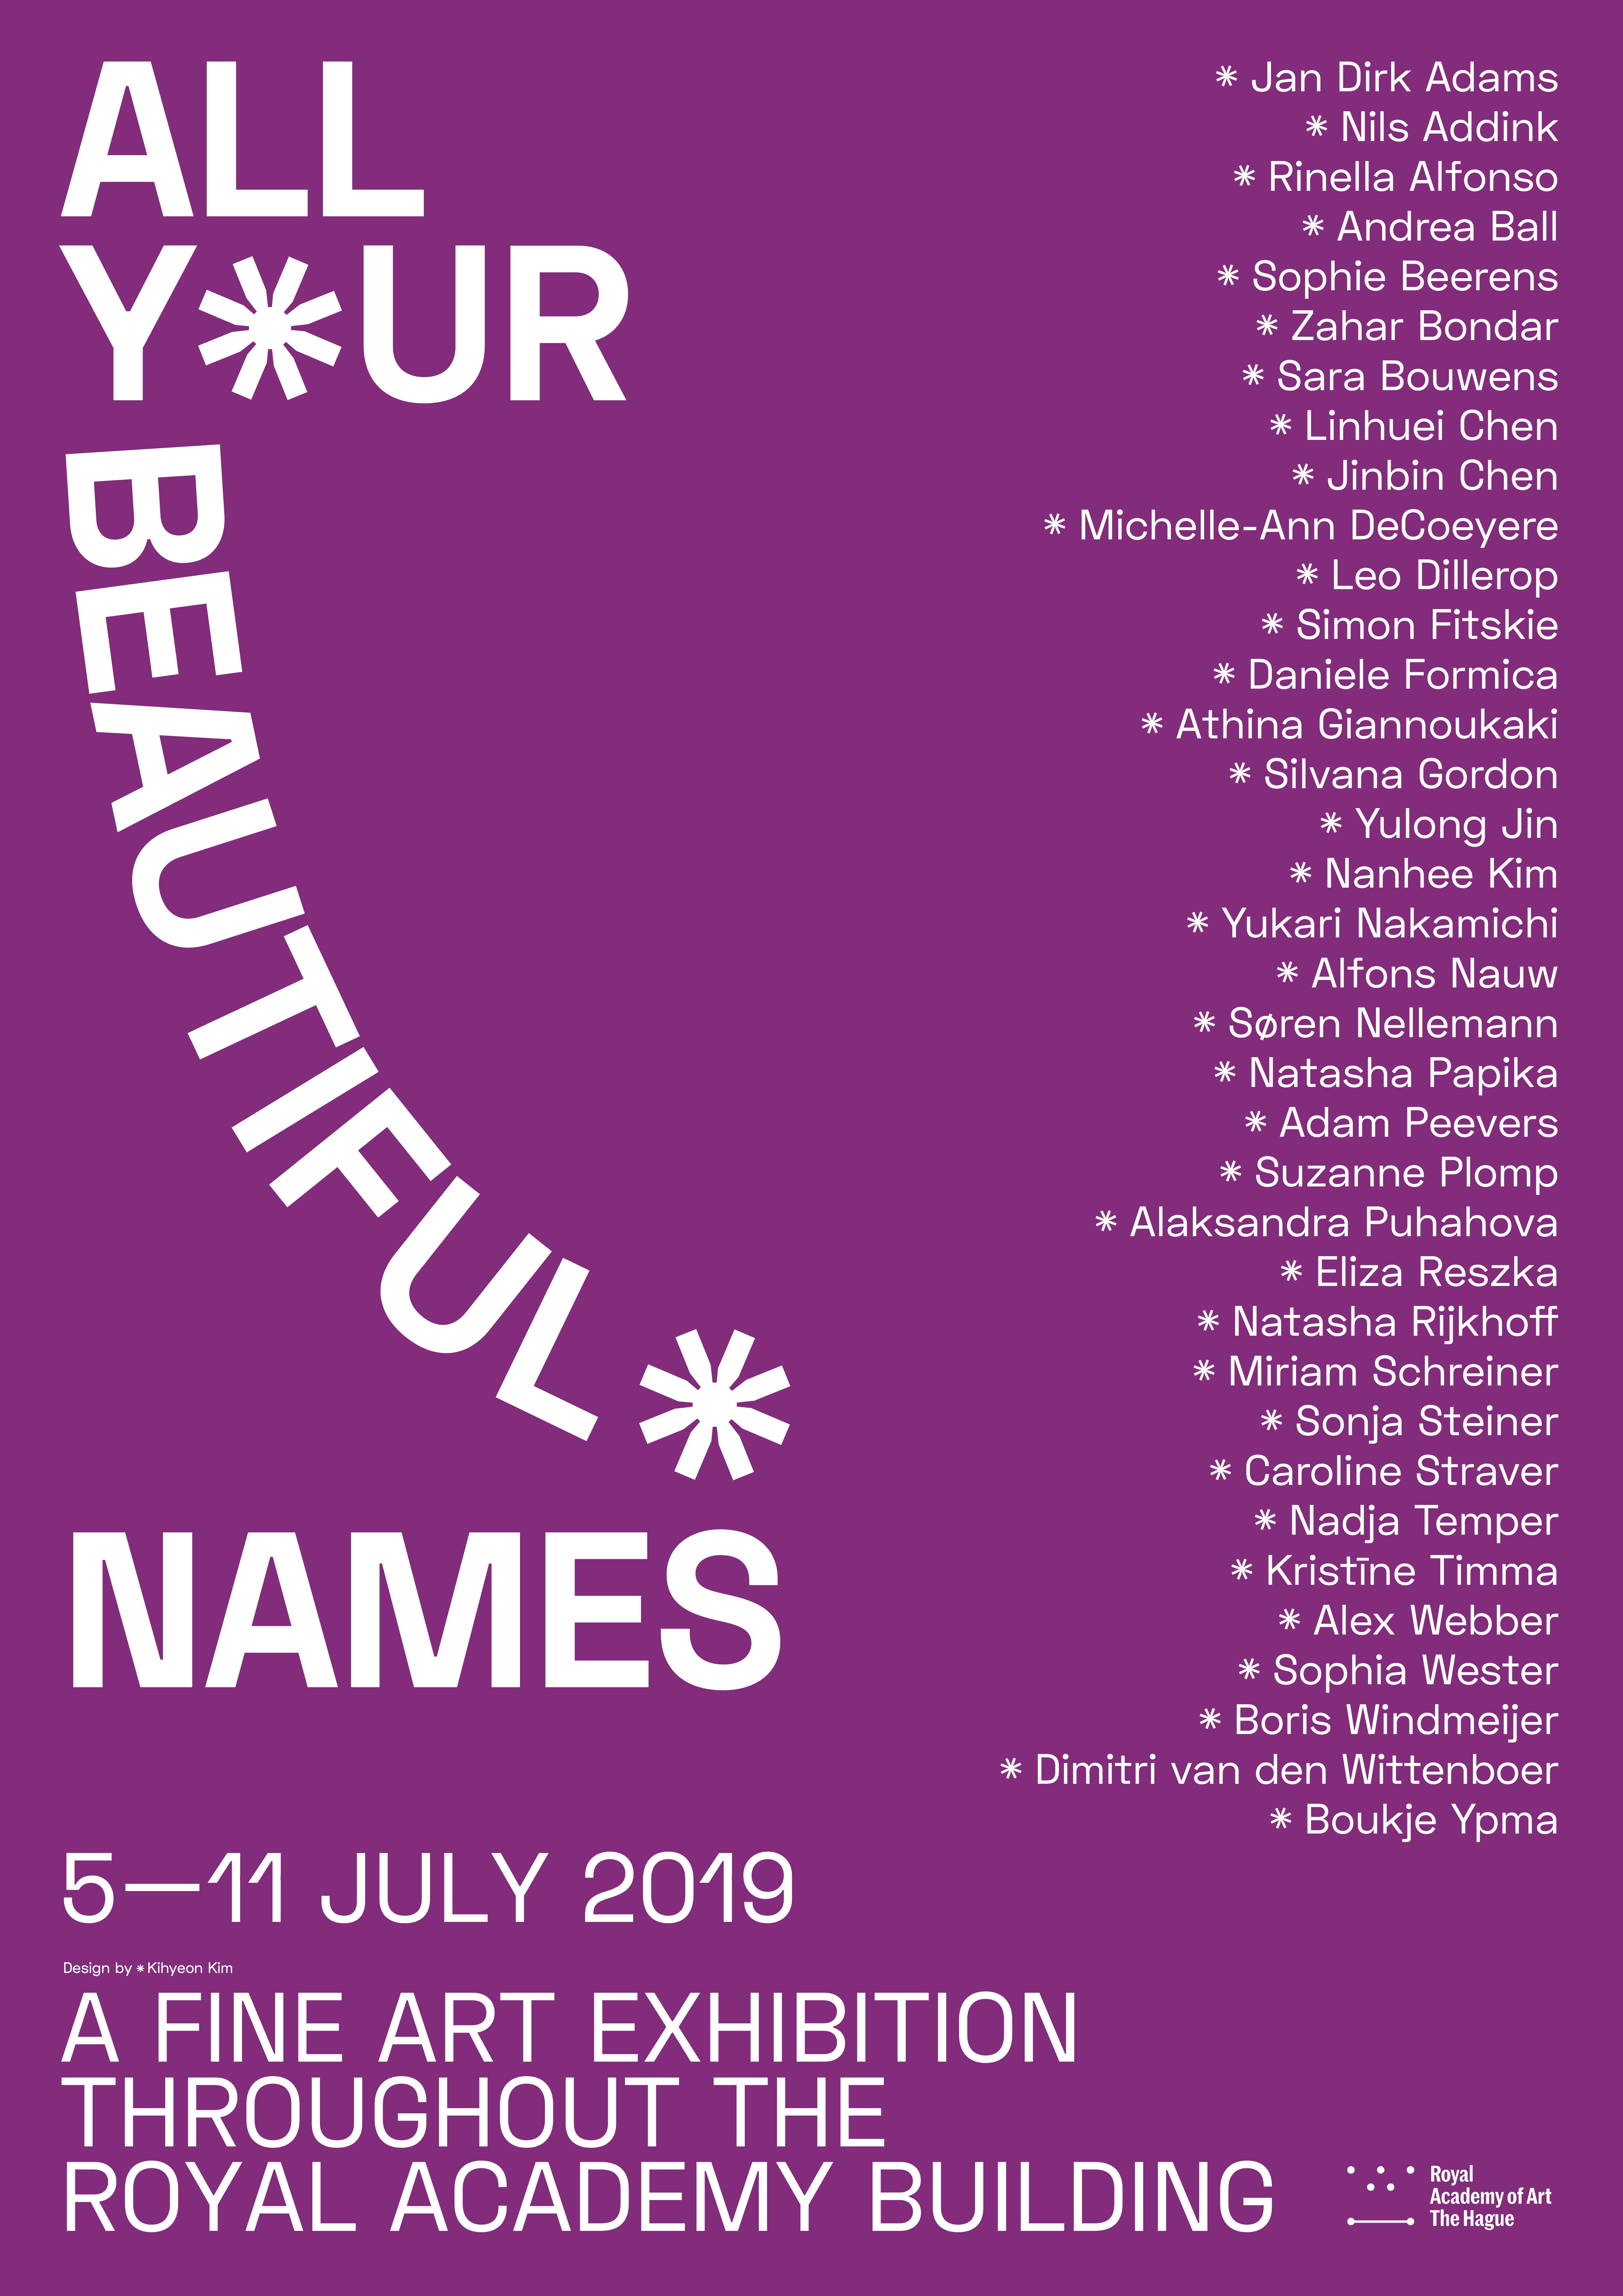 ALL
Y*UR
BEAUTIFUL*
NAMES
* Jan Dirk Adams
* Nils Addink
* Rinella Alfonso
* Andrea Ball
* Sophie Beerens
* Zahar Bondar
* Sara Bouwens
* Linhuei Chen
* Jinbin Chen
* Michelle-Ann DeCoeyere
* Leo Dillerop
* Simon Fitskie
* Daniele Formica
* Athina Giannoukaki
* Silvana Gordon
* Yulong Jin
* Nanhee Kim
* Yukari Nakamichi
* Alfons Nauw
* Søren Nellemann
* Natasha Papika
* Adam Peevers
* Suzanne Plomp
* Alaksandra Puhahova
* Eliza Reszka
* Natasha Rijkhoff
* Miriam Schreiner
* Sonja Steiner
* Caroline Straver
* Nadja Temper
* Kristīne Timma
* Alex Webber
* Sophia Wester
* Boris Windmeijer
* Dimitri van den Wittenboer
* Boukje Ypma
5—11 JULY 2019
Design by *Kihyeon Kim
A FINE ART EXHIBITION
THROUGHOUT THE
ROYAL ACADEMY BUILDING
Royal
Academy of Art
The Hague